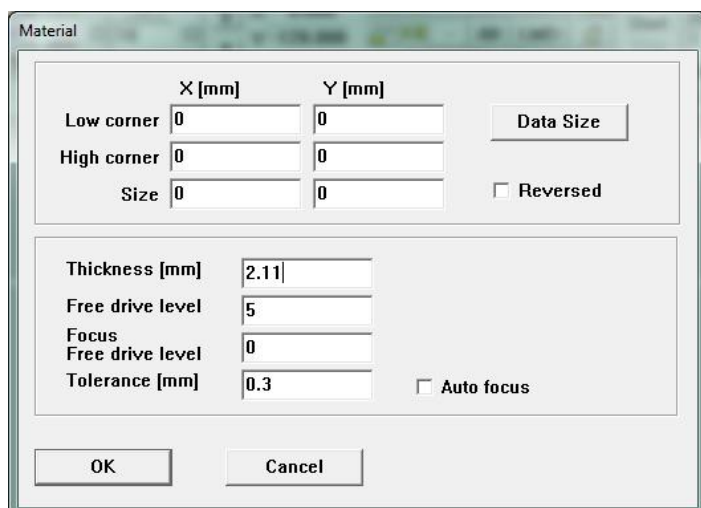 Material
X [mm] Y [mm]
Low corner 0 0 Data Size
High corner 0 0
Size 0 0 Reversed
Thickness [mm] 2.11
Free drive level 5
Focus
Free drive level 0
Tolerance [mm] 0.3 Auto focus
OK Cancel